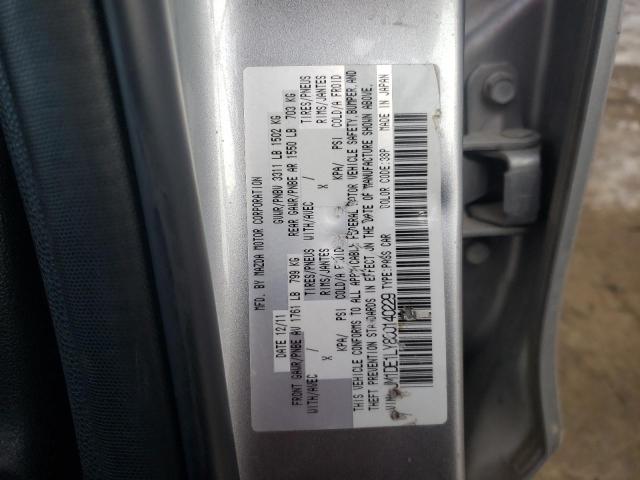 MFD. BY MAZDA MOTOR CORPORATION
DATE 12/11 GVWR/PNBV 3311 LB 1502 KG
FRONT GAWR/PNBE AV 1761 LB 799 KG REAR GAWR/PNBE AR 1550 LB 703 KG
WITH/AVEC TIRES/PNEUS WITH/AVEC TIRES/PNEUS
/ X RIMS/JANTES / X RIMS/JANTES
KPA/ PSI COLD/A FROID KPA/ PSI COLD/A FROID
THIS VEHICLE CONFORMS TO ALL APPLICABLE FEDERAL MOTOR VEHICLE SAFETY, BUMPER, AND
THEFT PREVENTION STANDARDS IN EFFECT ON THE DATE OF MANUFACTURE SHOWN ABOVE.
TYPE:PASS CAR COLOR CODE:38P MADE IN JAPAN